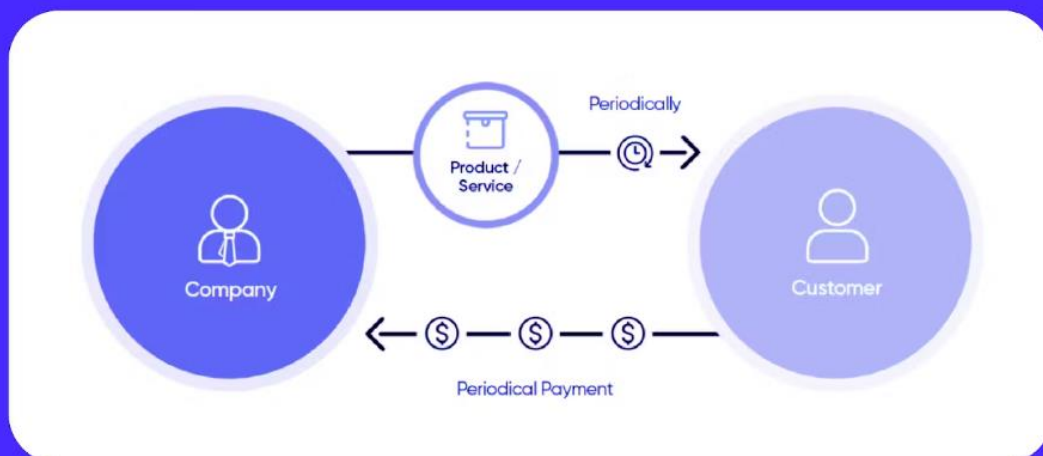 Periodically
Product /
Service
Company
Customer
Periodical Payment